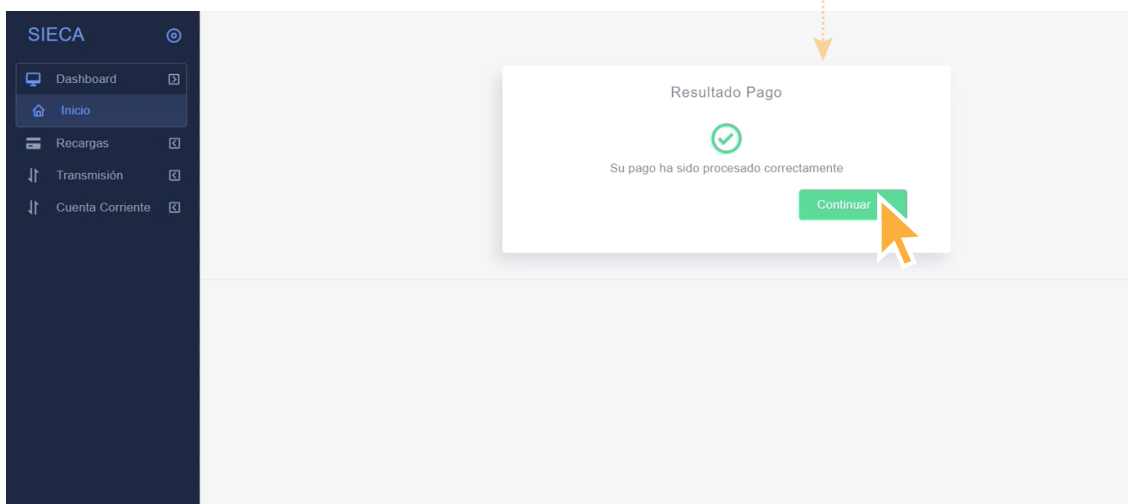 SIECA
Dashboard
Inicio
Recargas
Transmisión
Cuenta Corriente
Resultado Pago
Su pago ha sido procesado correctamente
Continuar